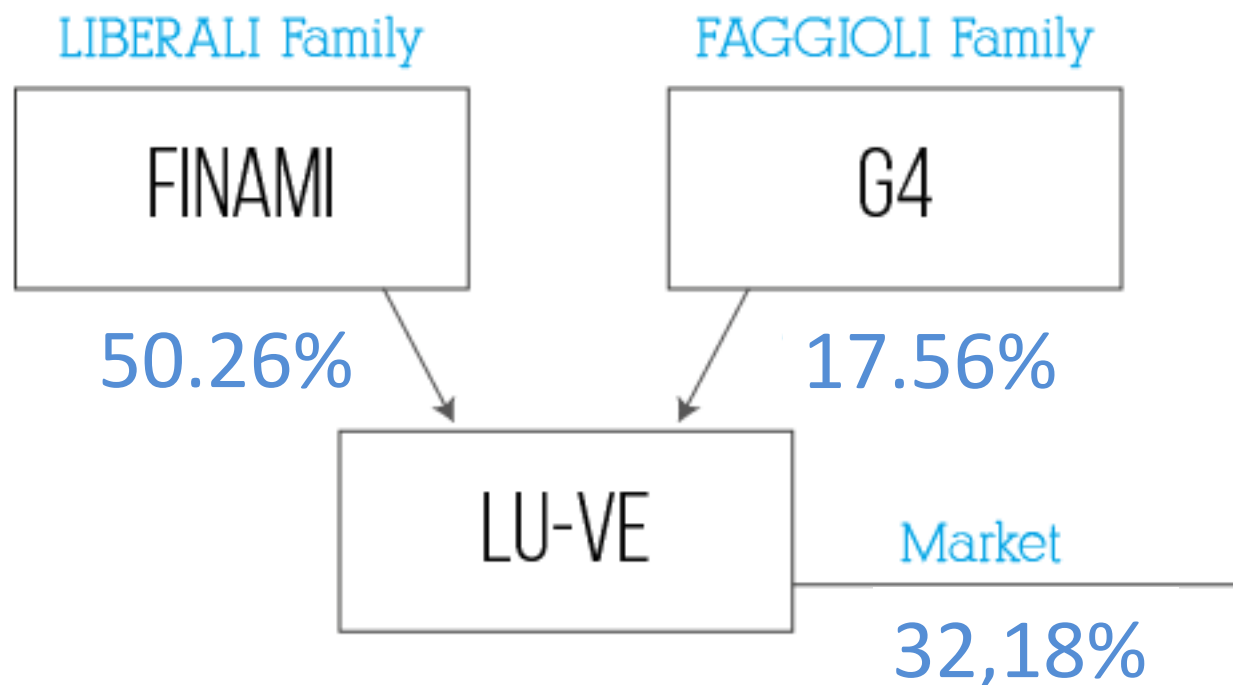 LIBERALI Family
FAGGIOLI Family
FINAMI
G4
50.26%
17.56%
LU-VE
Market
32,18%